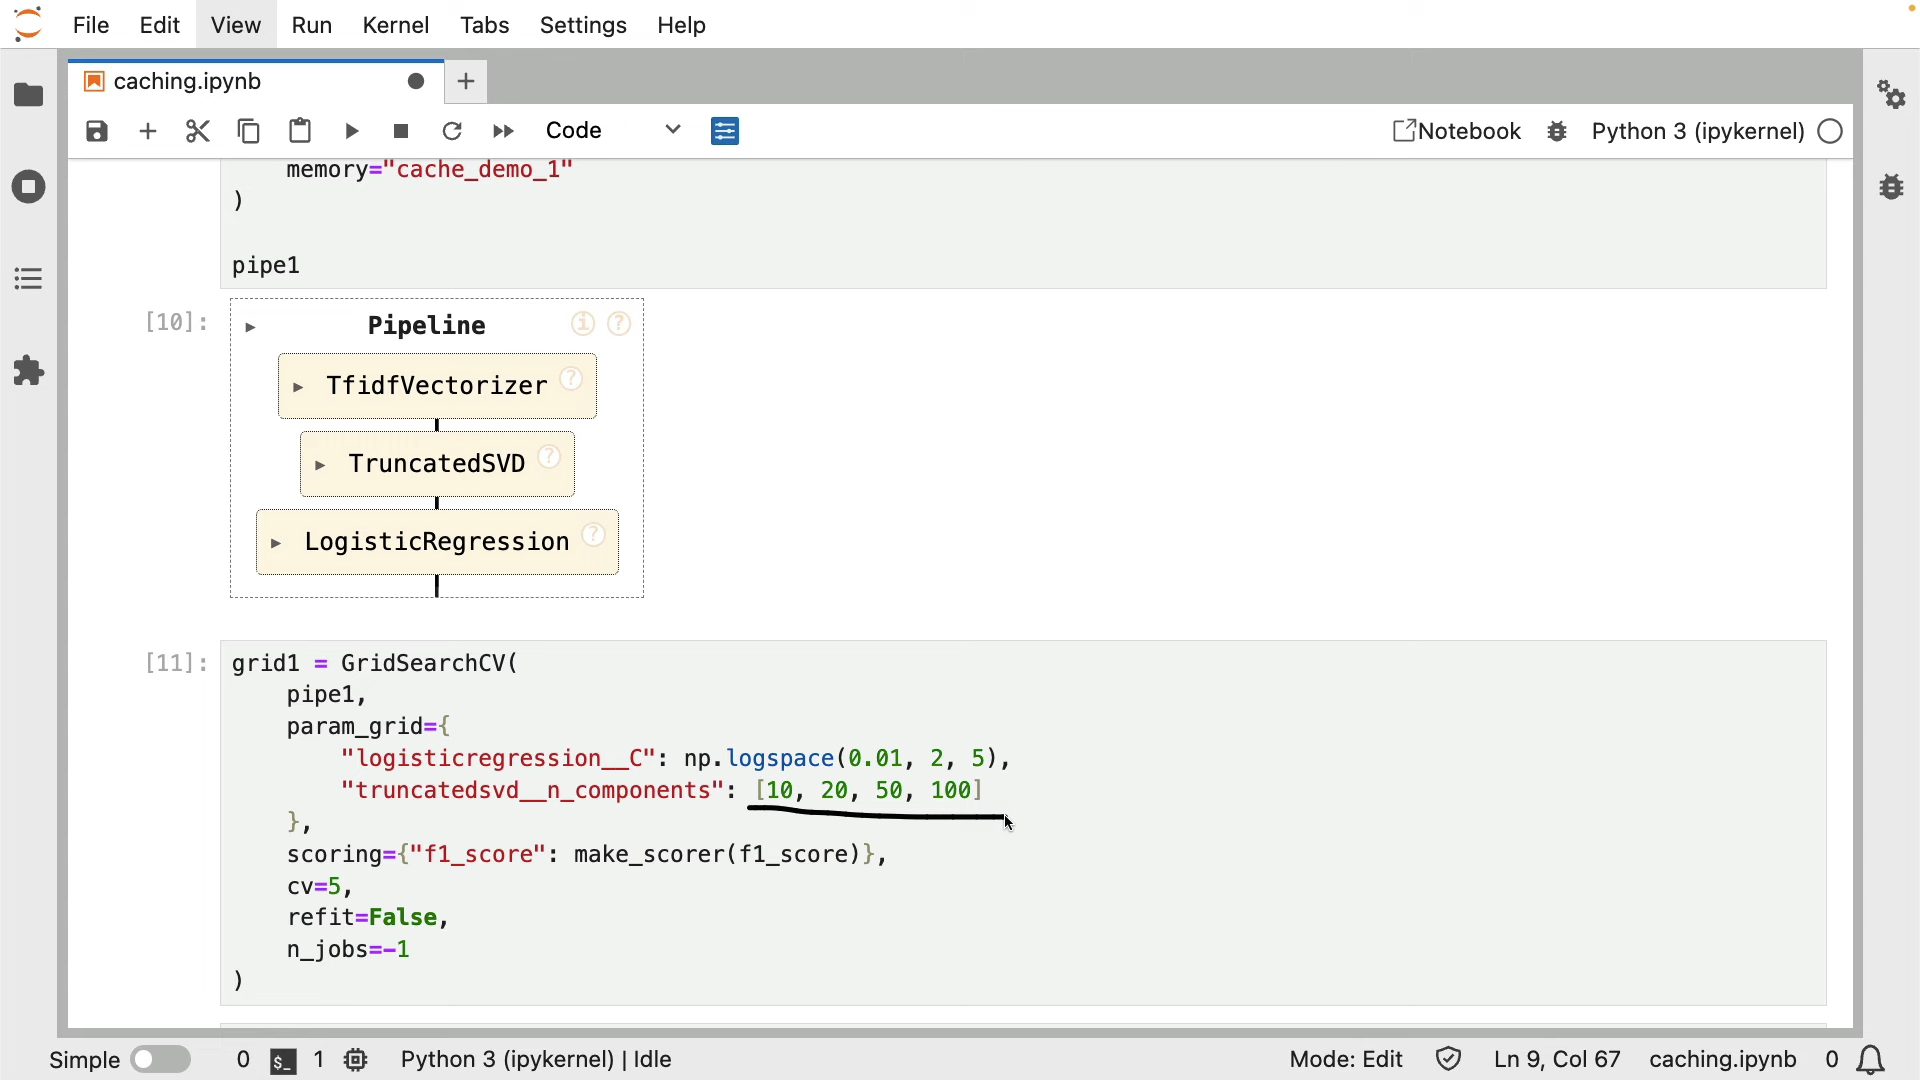 File Edit View Run Kernel Tabs Settings Help
caching.ipynb
Code
Notebook
Python 3 (ipykernel)
memory="cache_demo_1"
)
pipe1
[10]:
Pipeline
TfidfVectorizer
TruncatedSVD
LogisticRegression
[11]:
grid1 = GridSearchCV(
pipe1,
param_grid={
"logisticregression__C": np.logspace(0.01, 2, 5),
"truncatedsvd__n_components": [10, 20, 50, 100]
},
scoring={"f1_score": make_scorer(f1_score)},
cv=5,
refit=False,
n_jobs=-1
)
Simple 0 $_ 1 Python 3 (ipykernel) | Idle Mode: Edit Ln 9, Col 67 caching.ipynb 0